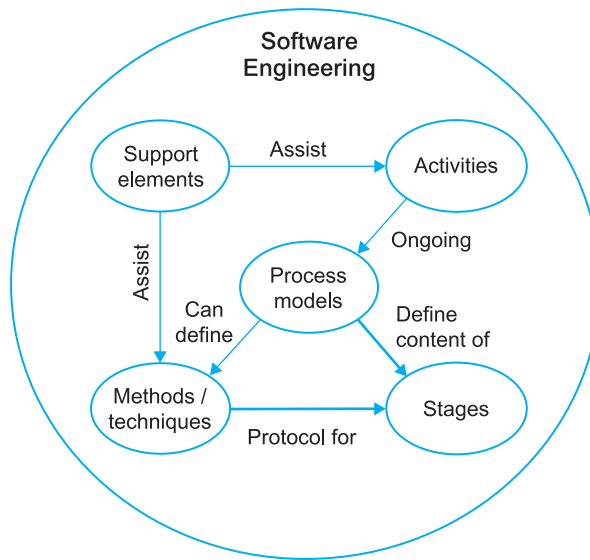 Software
Engineering
Support
elements
Assist
Activities
Assist
Ongoing
Process
models
Can
define
Define
content of
Methods /
techniques
Protocol for
Stages